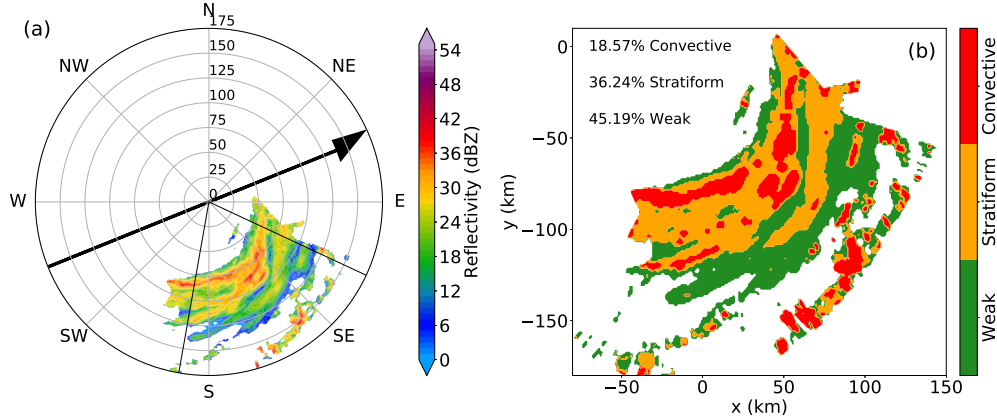 (a)
N
NE
E
SE
S
SW
W
NW
175
150
125
100
75
50
25
0
54
48
42
36
30
24
18
12
6
0
Reflectivity (dBZ)
(b)
18.57% Convective
36.24% Stratiform
45.19% Weak
0
−50
−100
−150
y (km)
−50
0
50
100
150
x (km)
Convective
Stratiform
Weak